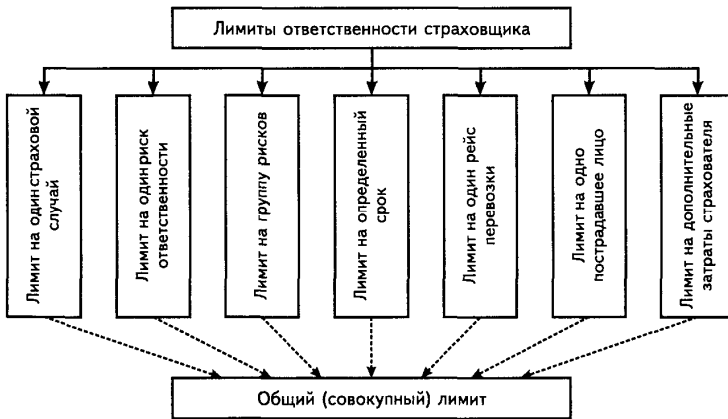 Лимиты ответственности страховщика
Лимит на один страховой
случай
Лимит на один риск
ответственности
Лимит на группу рисков
Лимит на определенный
срок
Лимит на один рейс
перевозки
Лимит на одно
пострадавшее лицо
Лимит на дополнительные
затраты страхователя
Общий (совокупный) лимит